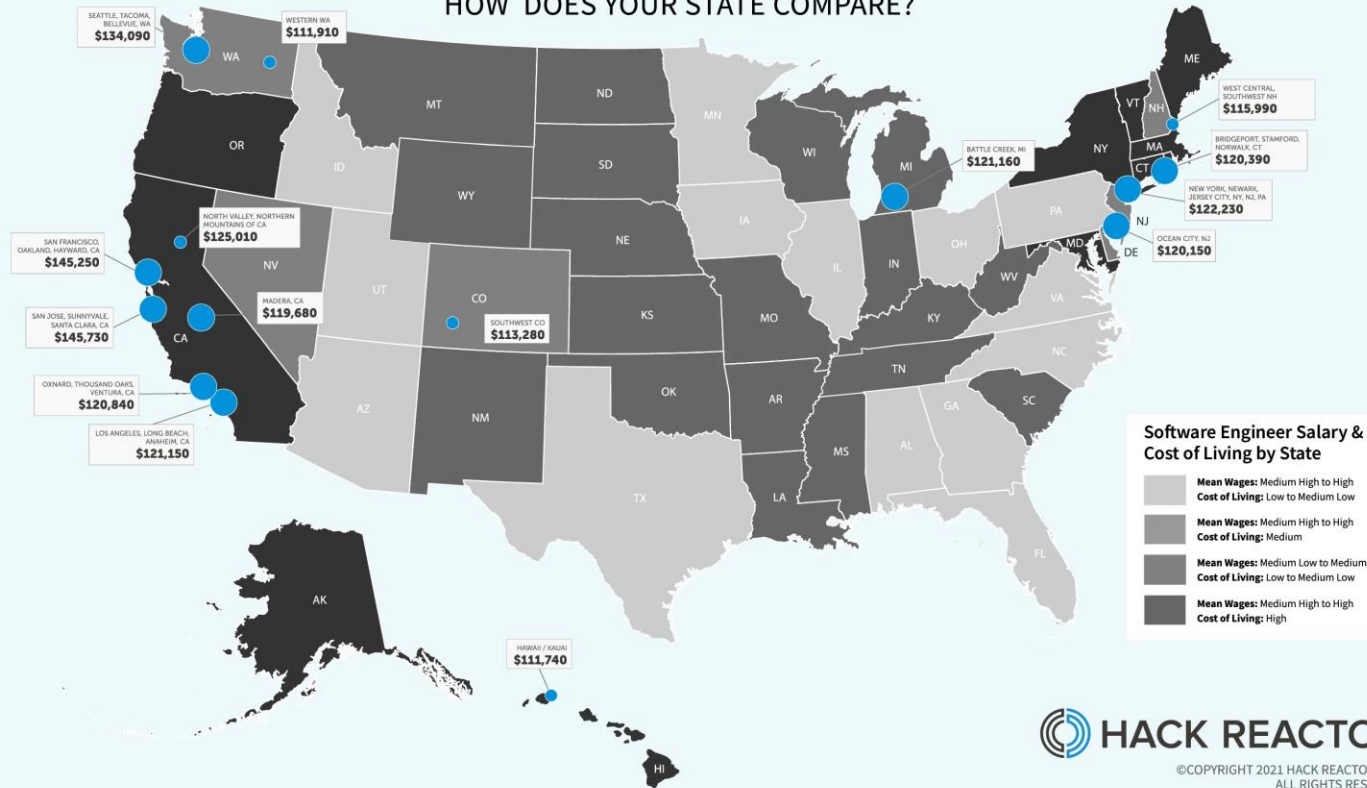 HOW DOES YOUR STATE COMPARE?
SEATTLE, TACOMA,
BELLEVUE, WA
$134,090
WESTERN WA
$111,910
WA
MT
ND
MN
ME
VT
NH
WEST CENTRAL,
SOUTHWEST NH
$115,990
OR
ID
WY
SD
WI
MI
BATTLE CREEK, MI
$121,160
NY
MA
CT
BRIDGEPORT, STAMFORD,
NORWALK, CT
$120,390
NEW YORK, NEWARK,
JERSEY CITY, NY, NJ, PA
$122,230
NORTH VALLEY, NORTHERN
MOUNTAINS OF CA
$125,010
SAN FRANCISCO,
OAKLAND, HAYWARD, CA
$145,250
NV
UT
NE
IA
IL
IN
OH
PA
NJ
OCEAN CITY, NJ
$120,150
MD
DE
WV
VA
SAN JOSE, SUNNYVALE,
SANTA CLARA, CA
$145,730
MADERA, CA
$119,680
CA
CO
SOUTHWEST CO
$113,280
KS
MO
KY
NC
TN
OXNARD, THOUSAND OAKS,
VENTURA, CA
$120,840
LOS ANGELES, LONG BEACH,
ANAHEIM, CA
$121,150
AZ
NM
OK
AR
MS
AL
GA
SC
TX
LA
FL
Software Engineer Salary &
Cost of Living by State
Mean Wages: Medium High to High
Cost of Living: Low to Medium Low
Mean Wages: Medium High to High
Cost of Living: Medium
Mean Wages: Medium Low to Medium
Cost of Living: Low to Medium Low
Mean Wages: Medium High to High
Cost of Living: High
AK
HAWAII / KAUAI
$111,740
HI
HACK REACTO
©COPYRIGHT 2021 HACK REACTO
ALL RIGHTS RES